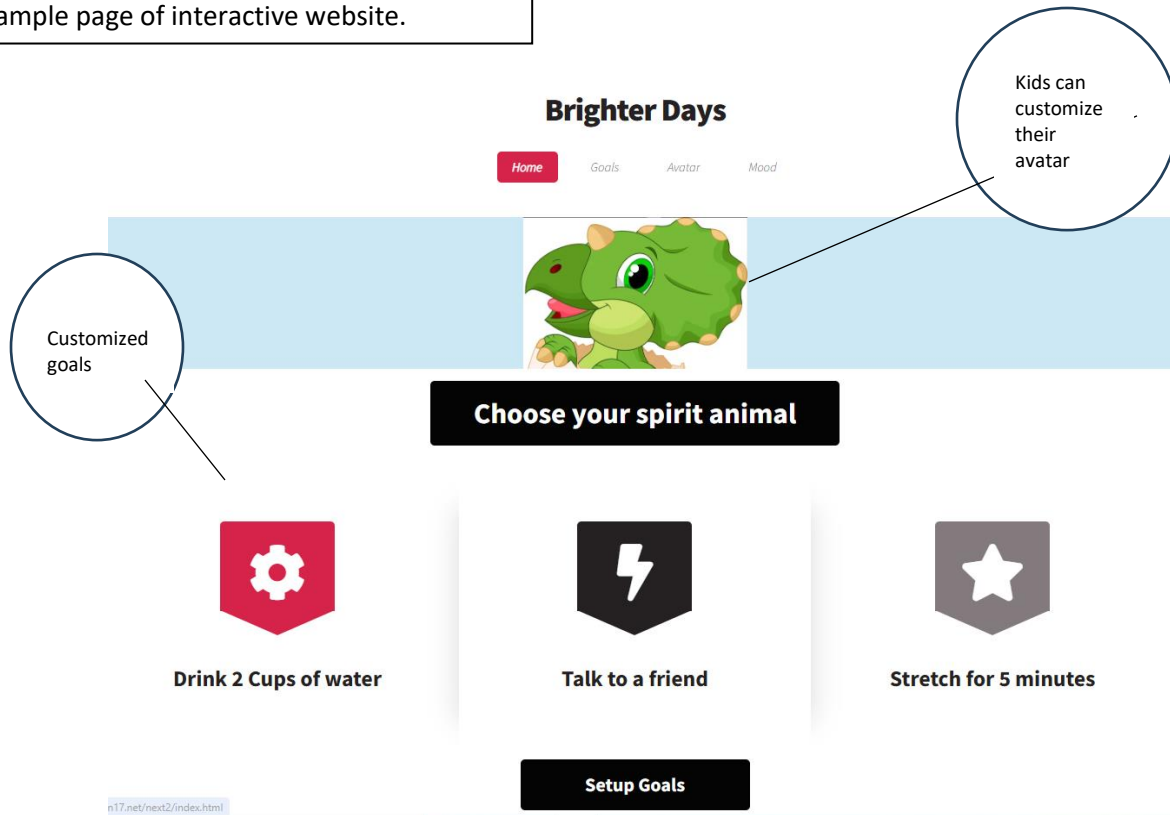 ample page of interactive website.
Kids can
customize
their
avatar
Brighter Days
Home Goals Avatar Mood
Customized
goals
Choose your spirit animal
Drink 2 Cups of water Talk to a friend Stretch for 5 minutes
Setup Goals
n17.net/next2/index.html